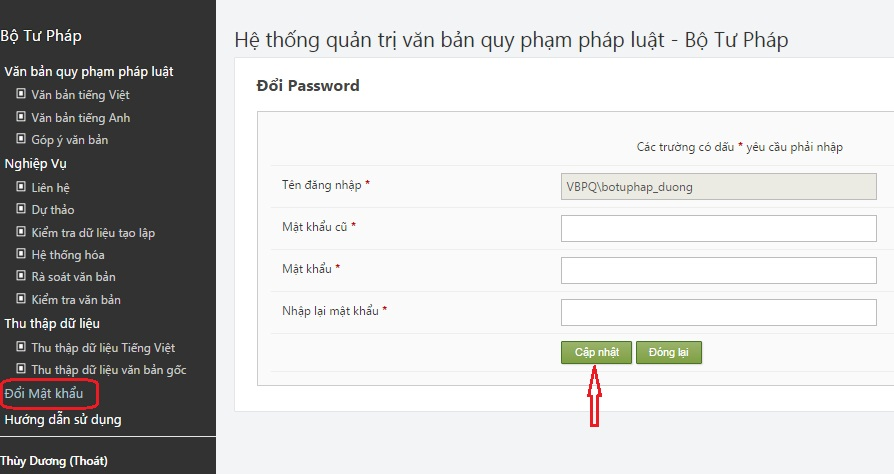 Bộ Tư Pháp
Văn bản quy phạm pháp luật
Văn bản tiếng Việt
Văn bản tiếng Anh
Góp ý văn bản
Nghiệp Vụ
Liên hệ
Dự thảo
Kiểm tra dữ liệu tạo lập
Hệ thống hóa
Rà soát văn bản
Kiểm tra văn bản
Thu thập dữ liệu
Thu thập dữ liệu Tiếng Việt
Thu thập dữ liệu văn bản gốc
Đổi Mật khẩu
Hướng dẫn sử dụng
Thùy Dương (Thoát)
Hệ thống quản trị văn bản quy phạm pháp luật - Bộ Tư Pháp
Đổi Password
Các trường có dấu * yêu cầu phải nhập
Tên đăng nhập * VBPQ\botuphap_duong
Mật khẩu cũ *
Mật khẩu *
Nhập lại mật khẩu *
Cập nhật Đóng lại